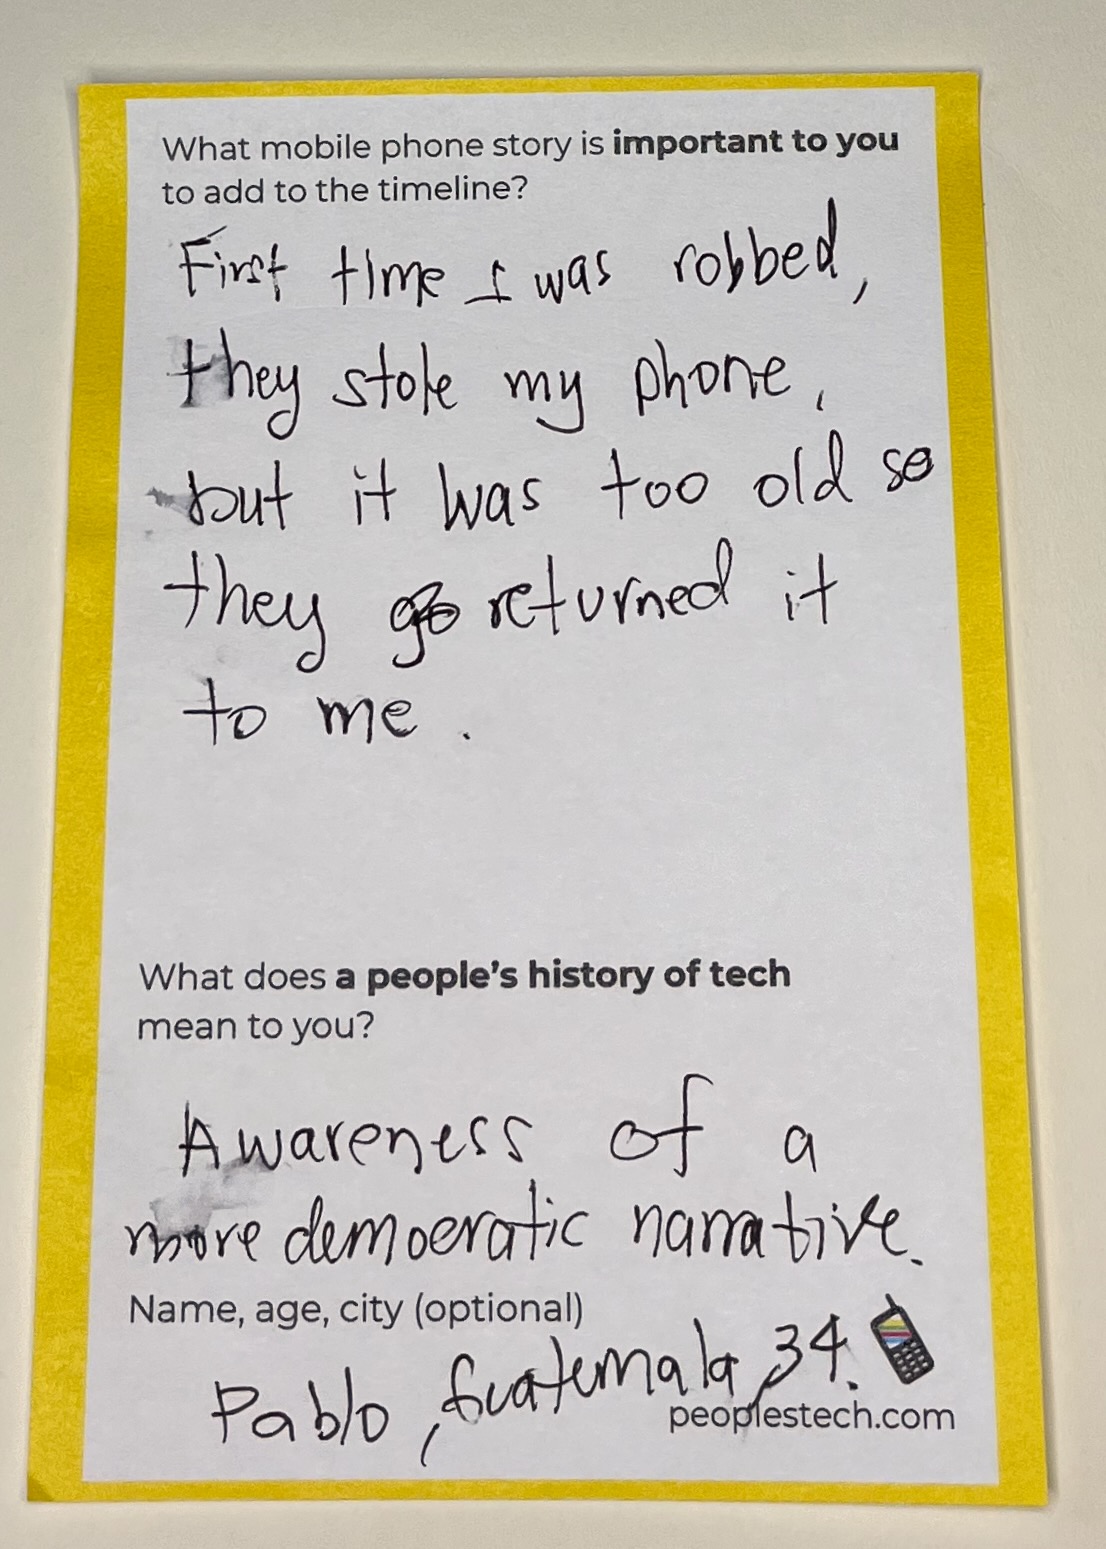 What mobile phone story is important to you
to add to the timeline?
First time I was robbed,
they stole my phone,
but it was too old so
they returned it
to me.
What does a people's history of tech
mean to you?
Awareness of a
more democratic narrative.
Name, age, city (optional)
Pablo, Guatemala, 34.
peoplestech.com